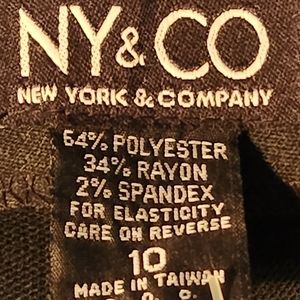 NY&CO
NEW YORK & COMPANY
64% POLYESTER
34% RAYON
2% SPANDEX
FOR ELASTICITY
CARE ON REVERSE
10
MADE IN TAIWAN